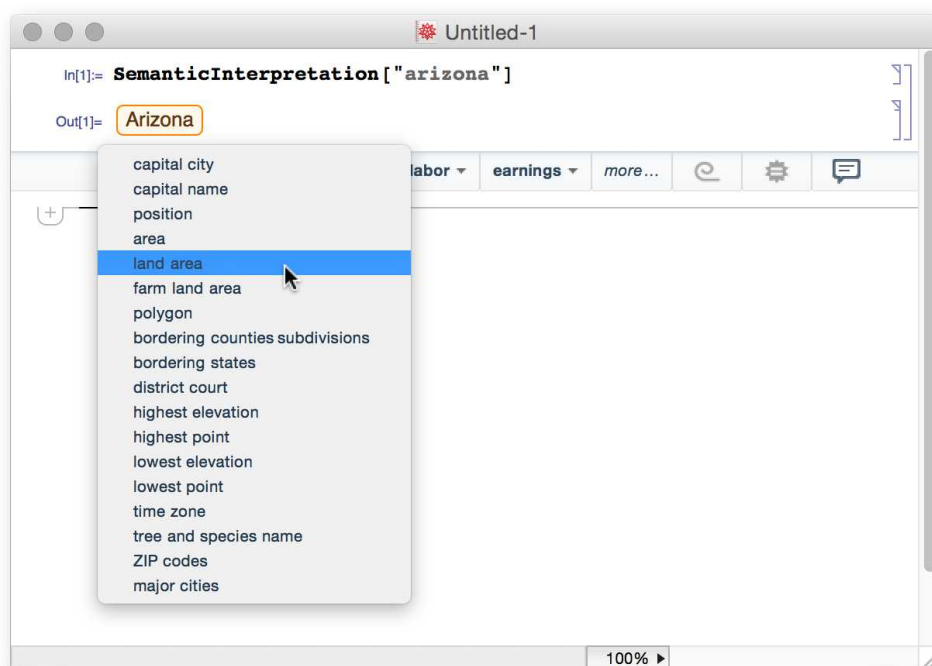 Untitled-1
In[1]:= SemanticInterpretation["arizona"]
Out[1]= Arizona
labor earnings more...
capital city
capital name
position
area
land area
farm land area
polygon
bordering counties subdivisions
bordering states
district court
highest elevation
highest point
lowest elevation
lowest point
time zone
tree and species name
ZIP codes
major cities
100%